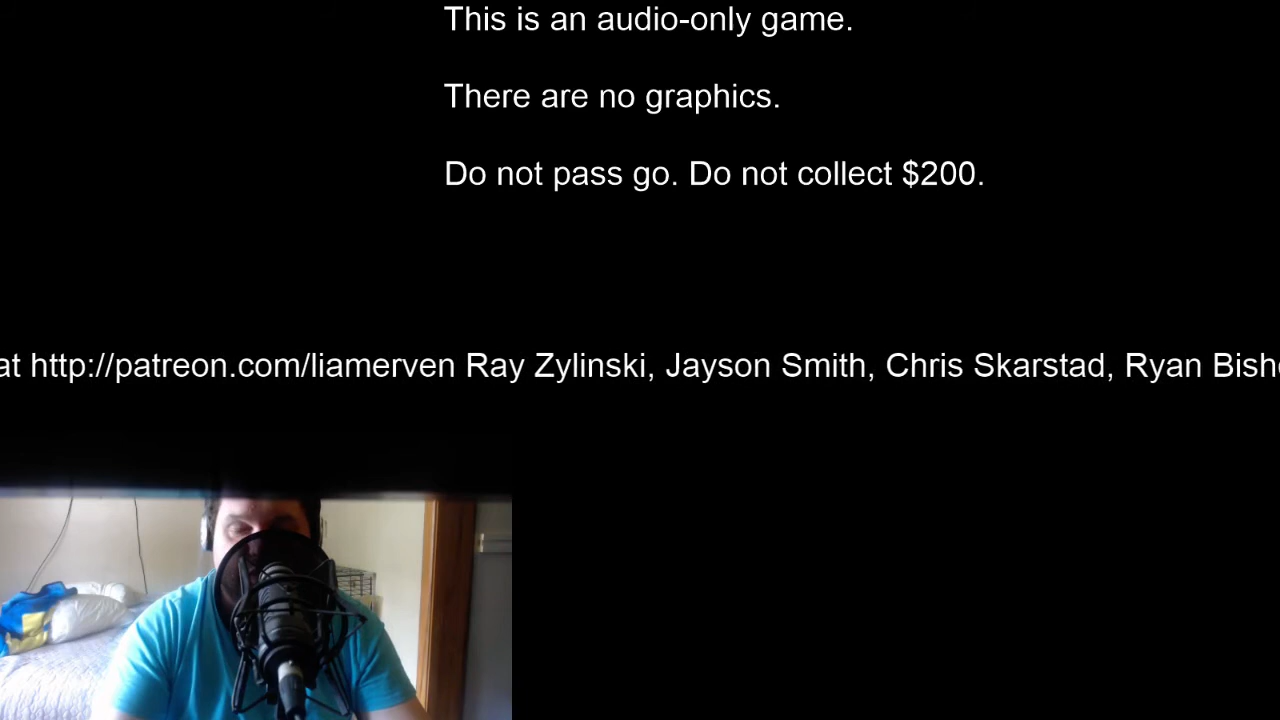 This is an audio-only game.
There are no graphics.
Do not pass go. Do not collect $200.
at http://patreon.com/liamerven Ray Zylinski, Jayson Smith, Chris Skarstad, Ryan